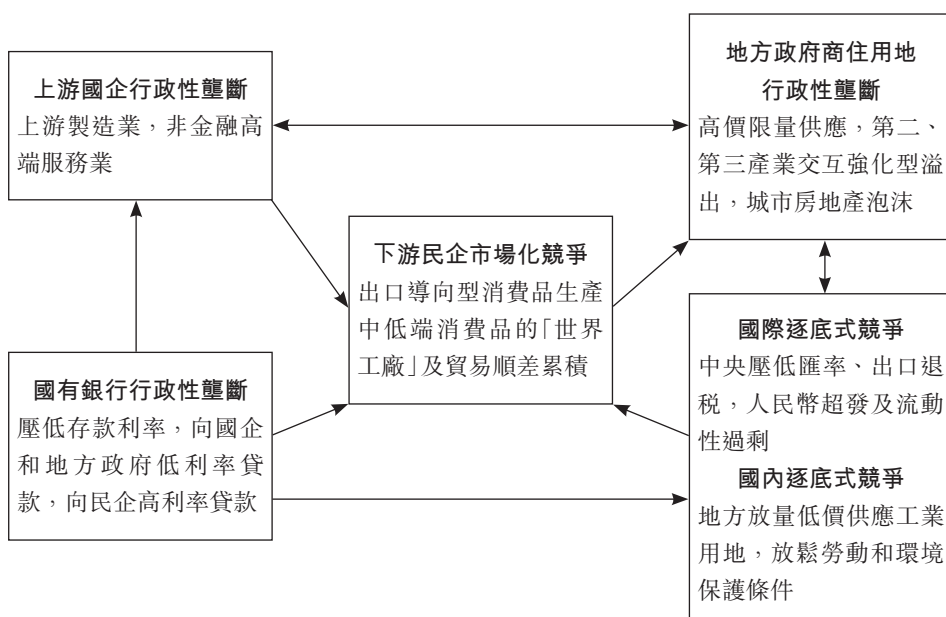 上游國企行政性壟斷
上游製造業，非金融高
端服務業
地方政府商住用地
行政性壟斷
高價限量供應，第二、
第三產業交互強化型溢
出，城市房地產泡沫
下游民企市場化競爭
出口導向型消費品生產
中低端消費品的「世界
工廠」及貿易順差累積
國有銀行行政性壟斷
壓低存款利率，向國企
和地方政府低利率貸
款，向民企高利率貸款
國際逐底式競爭
中央壓低匯率、出口退
稅，人民幣超發及流動
性過剩
國內逐底式競爭
地方放量低價供應工業
用地，放鬆勞動和環境
保護條件